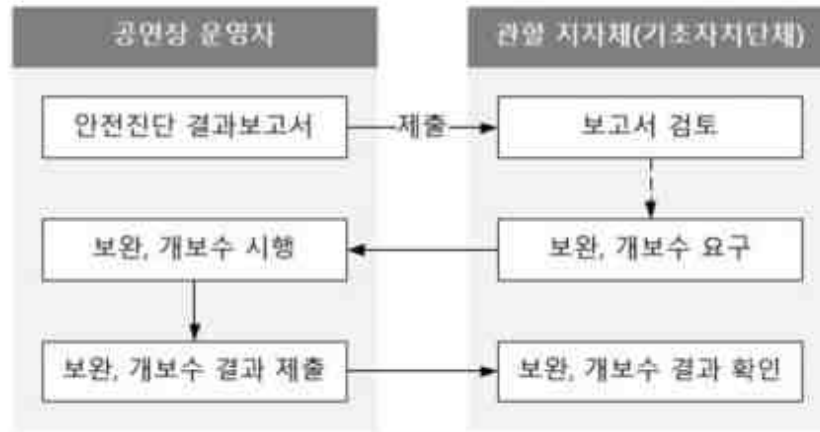 공연장 운영자
관할 지자체(기초자치단체)
안전진단 결과보고서
제출
보고서 검토
보완, 개보수 시행
보완, 개보수 요구
보완, 개보수 결과 제출
보완, 개보수 결과 확인